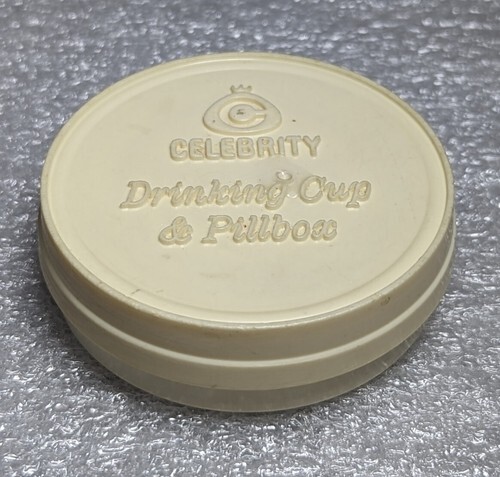 C
CELEBRITY
Drinking Cup
& Pillbox